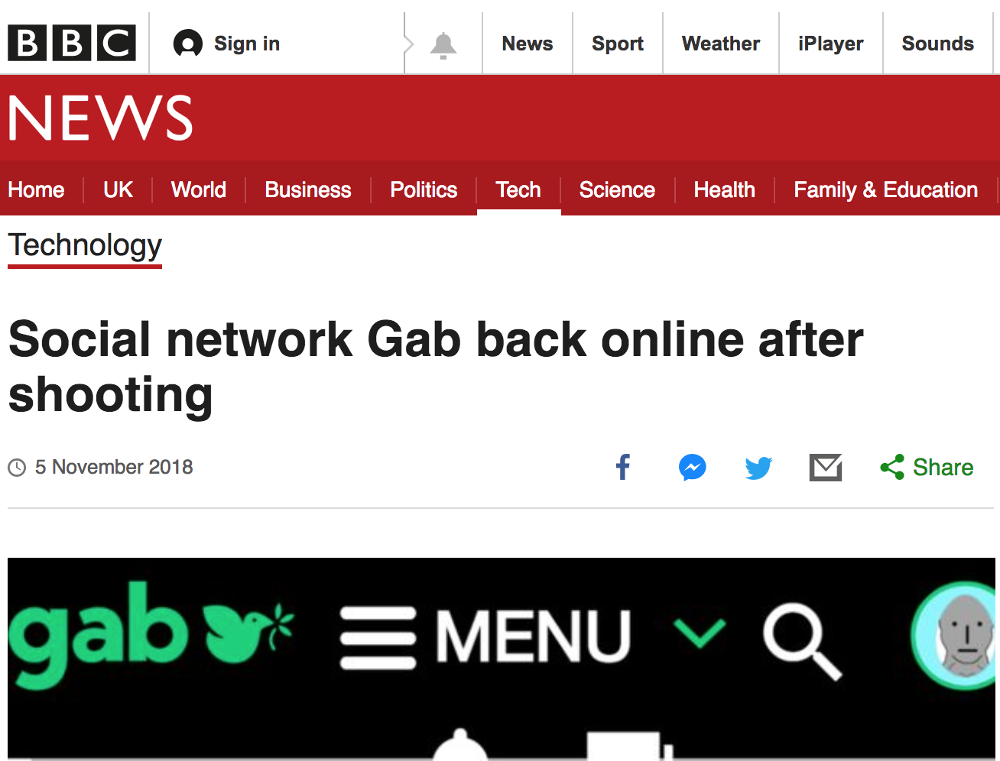 BBC Sign in News Sport Weather iPlayer Sounds
NEWS
Home UK World Business Politics Tech Science Health Family & Education
Technology
Social network Gab back online after
shooting
5 November 2018 Share
gab MENU